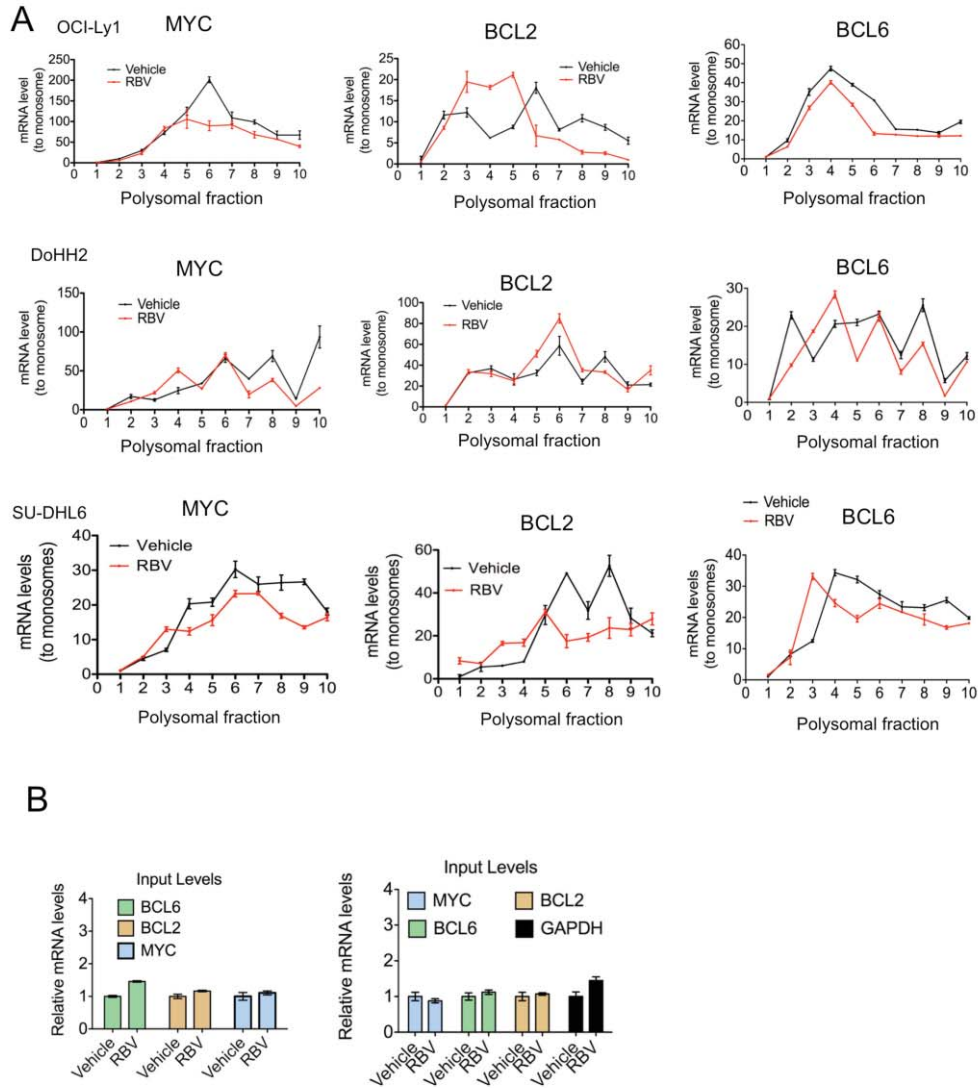 A
OCI-Ly1
MYC
mRNA level
(to monosome)
250
200
150
100
50
0
Vehicle
RBV
0 1 2 3 4 5 6 7 8 9 10
Polysomal fraction
BCL2
mRNA level
(to monosome)
25
20
15
10
5
0
Vehicle
RBV
0 1 2 3 4 5 6 7 8 9 10
Polysomal fraction
BCL6
mRNA level
(to monosome)
60
50
40
30
20
10
0
Vehicle
RBV
0 1 2 3 4 5 6 7 8 9 10
Polysomal fraction
DoHH2
MYC
mRNA level
(to monosome)
150
100
50
0
Vehicle
RBV
0 1 2 3 4 5 6 7 8 9 10
Polysomal fraction
BCL2
mRNA level
(to monosome)
100
80
60
40
20
0
Vehicle
RBV
0 1 2 3 4 5 6 7 8 9 10
Polysomal fraction
BCL6
mRNA level
(to monosome)
30
20
10
0
0 1 2 3 4 5 6 7 8 9 10
Polysomal fraction
SU-DHL6
MYC
mRNA levels
(to monosomes)
40
30
20
10
0
Vehicle
RBV
0 1 2 3 4 5 6 7 8 9 10
Polysomal fraction
BCL2
mRNA levels
(to monosomes)
60
40
20
0
Vehicle
RBV
0 1 2 3 4 5 6 7 8 9 10
Polysomal fraction
Vehicle
RBV
BCL6
mRNA levels
(to monosomes)
40
30
20
10
0
0 1 2 3 4 5 6 7 8 9 10
Polysomal fraction
B
Input Levels
Relative mRNA levels
4
3
2
1
0
BCL6
BCL2
MYC
Vehicle RBV Vehicle RBV Vehicle RBV
Input Levels
Relative mRNA levels
4
3
2
1
0
MYC BCL2
BCL6 GAPDH
Vehicle RBV Vehicle RBV Vehicle RBV Vehicle RBV